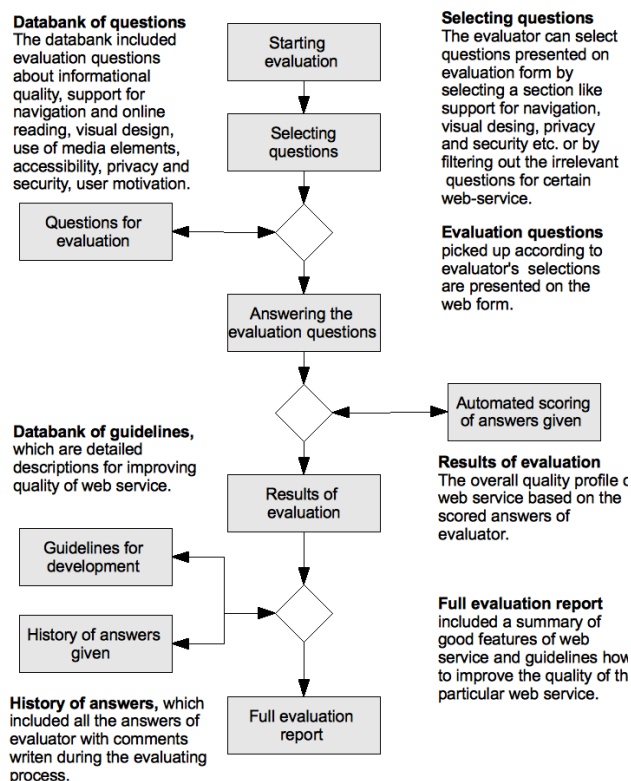 Databank of questions
The databank included
evaluation questions
about informational
quality, support for
navigation and online
reading, visual design,
use of media elements,
accessibility, privacy and
security, user motivation.
Starting
evaluation
Selecting
questions
Selecting questions
The evaluator can select
questions presented on
evaluation form by
selecting a section like
support for navigation,
visual desing, privacy
and security etc. or by
filtering out the irrelevant
questions for certain
web-service.
Questions for
evaluation
Evaluation questions
picked up according to
evaluator's selections
are presented on the
web form.
Answering the
evaluation questions
Automated scoring
of answers given
Databank of guidelines,
which are detailed
descriptions for improving
quality of web service.
Results of
evaluation
Results of evaluation
The overall quality profile o
web service based on the
scored answers of
evaluator.
Guidelines for
development
History of answers
given
Full evaluation report
included a summary of
good features of web
service and guidelines how
to improve the quality of th
particular web service.
History of answers, which
included all the answers of
evaluator with comments
writen during the evaluating
process.
Full evaluation
report